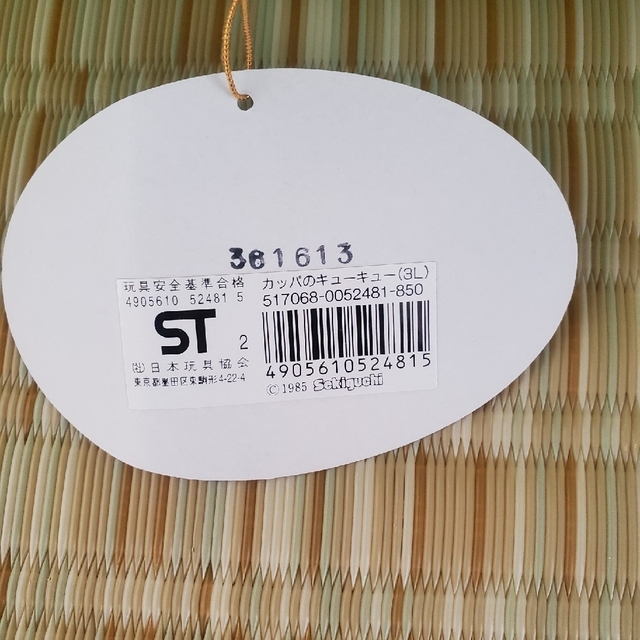 361613
玩具安全基準合格
4905610 52481 5
ST 2
(社)日本玩具協会
東京都墨田区東駒形4-22-4
カッパのキューキュー(3L)
517068-0052481-850
4905610524815
© 1985 Sekiguchi